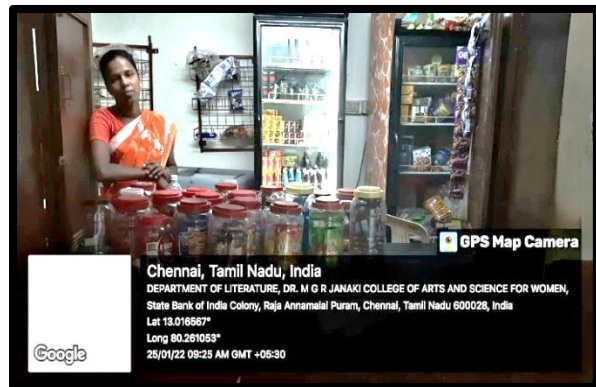 GPS Map Camera
Chennai, Tamil Nadu, India
DEPARTMENT OF LITERATURE, DR. M G R JANAKI COLLEGE OF ARTS AND SCIENCE FOR WOMEN,
State Bank of India Colony, Raja Annamalai Puram, Chennai, Tamil Nadu 600028, India
Lat 13.016567°
Long 80.261053°
25/01/22 09:25 AM GMT +05:30
Google